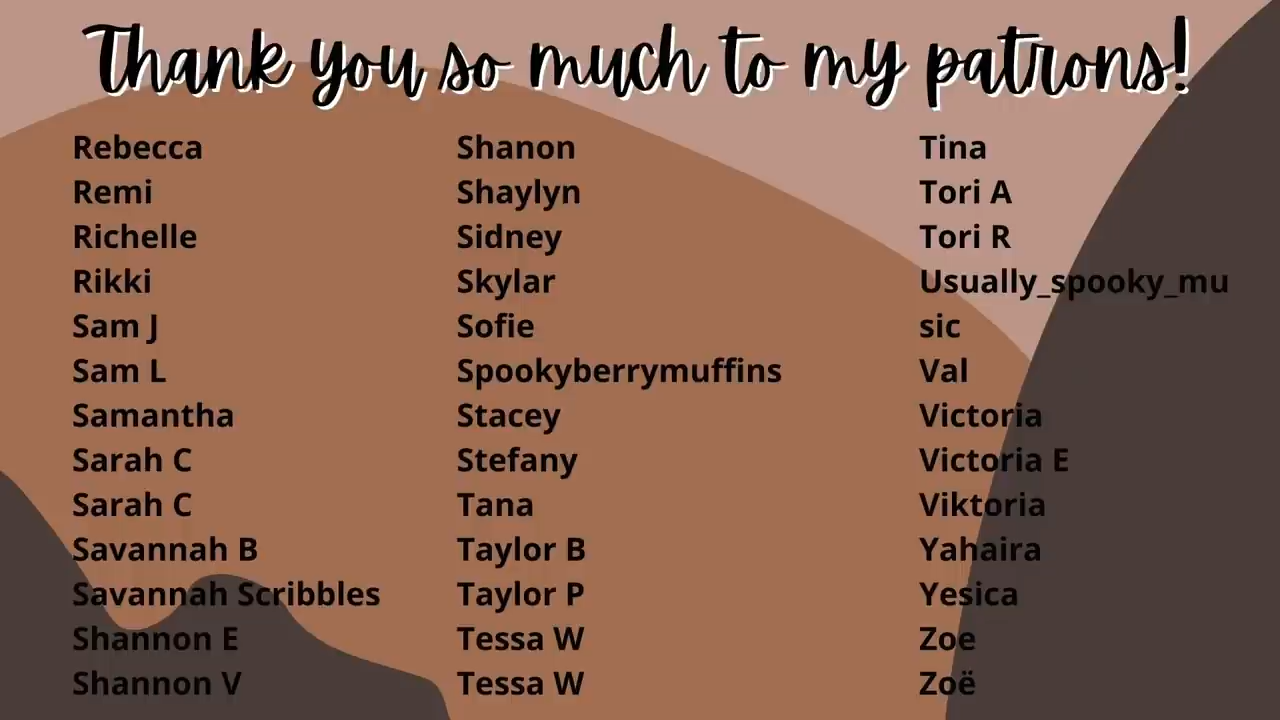 Thank you so much to my patrons!
Rebecca
Remi
Richelle
Rikki
Sam J
Sam L
Samantha
Sarah C
Sarah C
Savannah B
Savannah Scribbles
Shannon E
Shannon V
Shanon
Shaylyn
Sidney
Skylar
Sofie
Spookyberrymuffins
Stacey
Stefany
Tana
Taylor B
Taylor P
Tessa W
Tessa W
Tina
Tori A
Tori R
Usually_spooky_mu
sic
Val
Victoria
Victoria E
Viktoria
Yahaira
Yesica
Zoe
Zoë